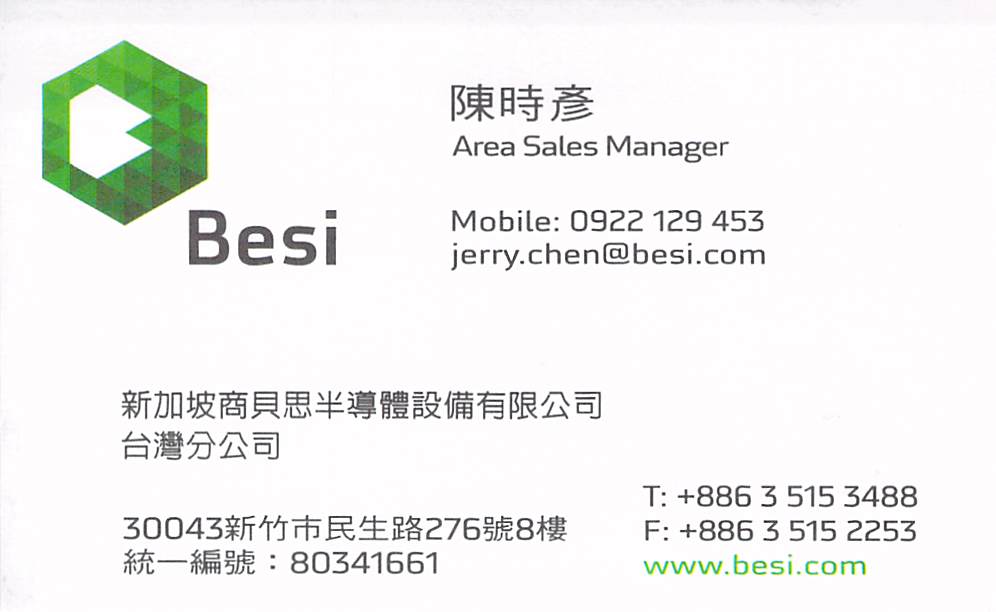 Besi
陳時彥
Area Sales Manager
Mobile: 0922 129 453
jerry.chen@besi.com
新加坡商貝思半導體設備有限公司
台灣分公司
30043新竹市民生路276號8樓
統一編號：80341661
T: +886 3 515 3488
F: +886 3 515 2253
www.besi.com